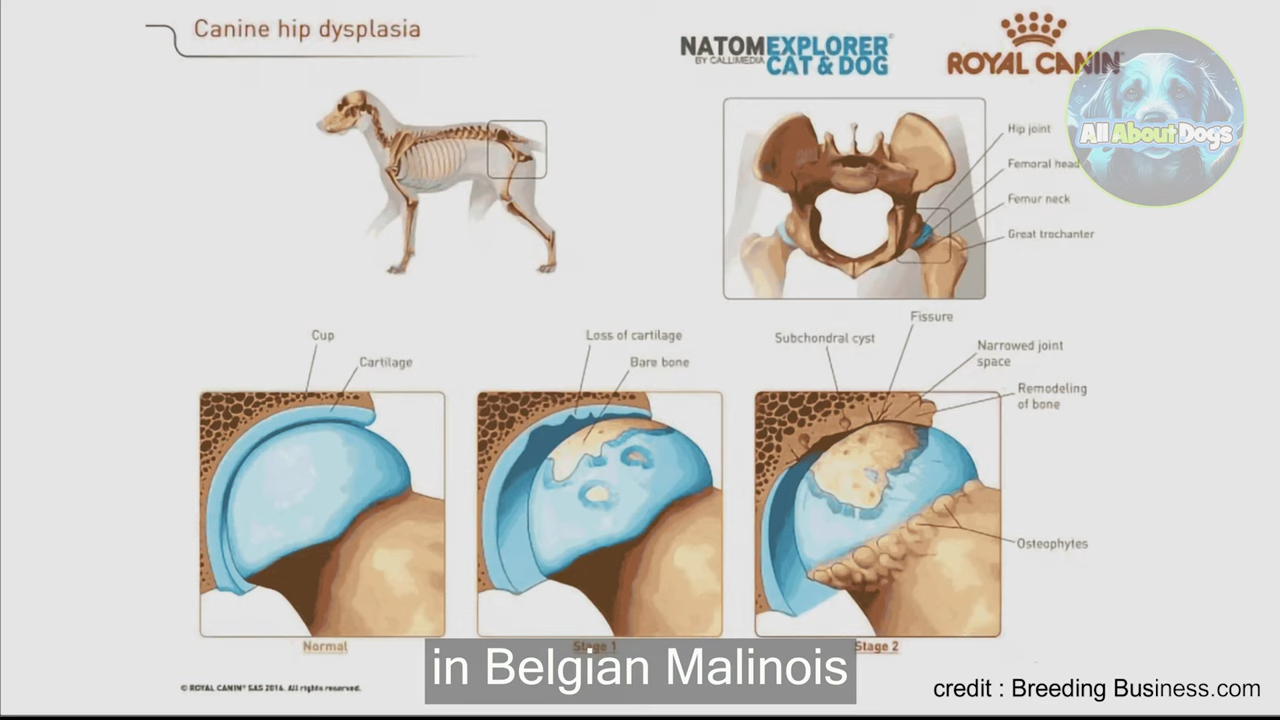 Canine hip dysplasia
NATOMEXPLORER
BY CALLIMEDIA
CAT & DOG
ROYAL CANIN
All About Dogs
Hip joint
Femoral head
Femur neck
Great trochanter
Cup
Cartilage
Loss of cartilage
Bare bone
Subchondral cyst
Fissure
Narrowed joint
space
Remodeling
of bone
Osteophytes
Normal
Stage 1
Stage 2
in Belgian Malinois
© ROYAL CANIN® SAS 2016. All rights reserved.
credit : Breeding Business.com